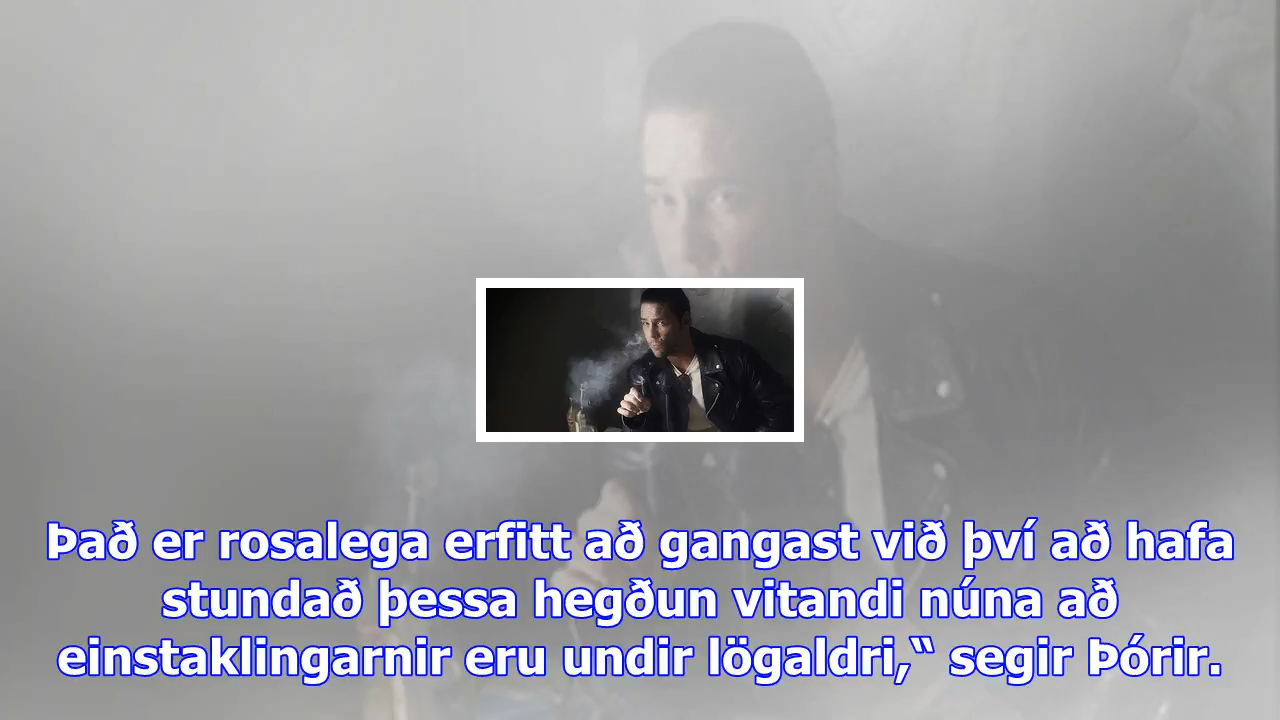 Það er rosalega erfitt að gangast við því að hafa
stundað þessa hegðun vitandi núna að
einstaklingarnir eru undir lögaldri,“ segir Þórir.